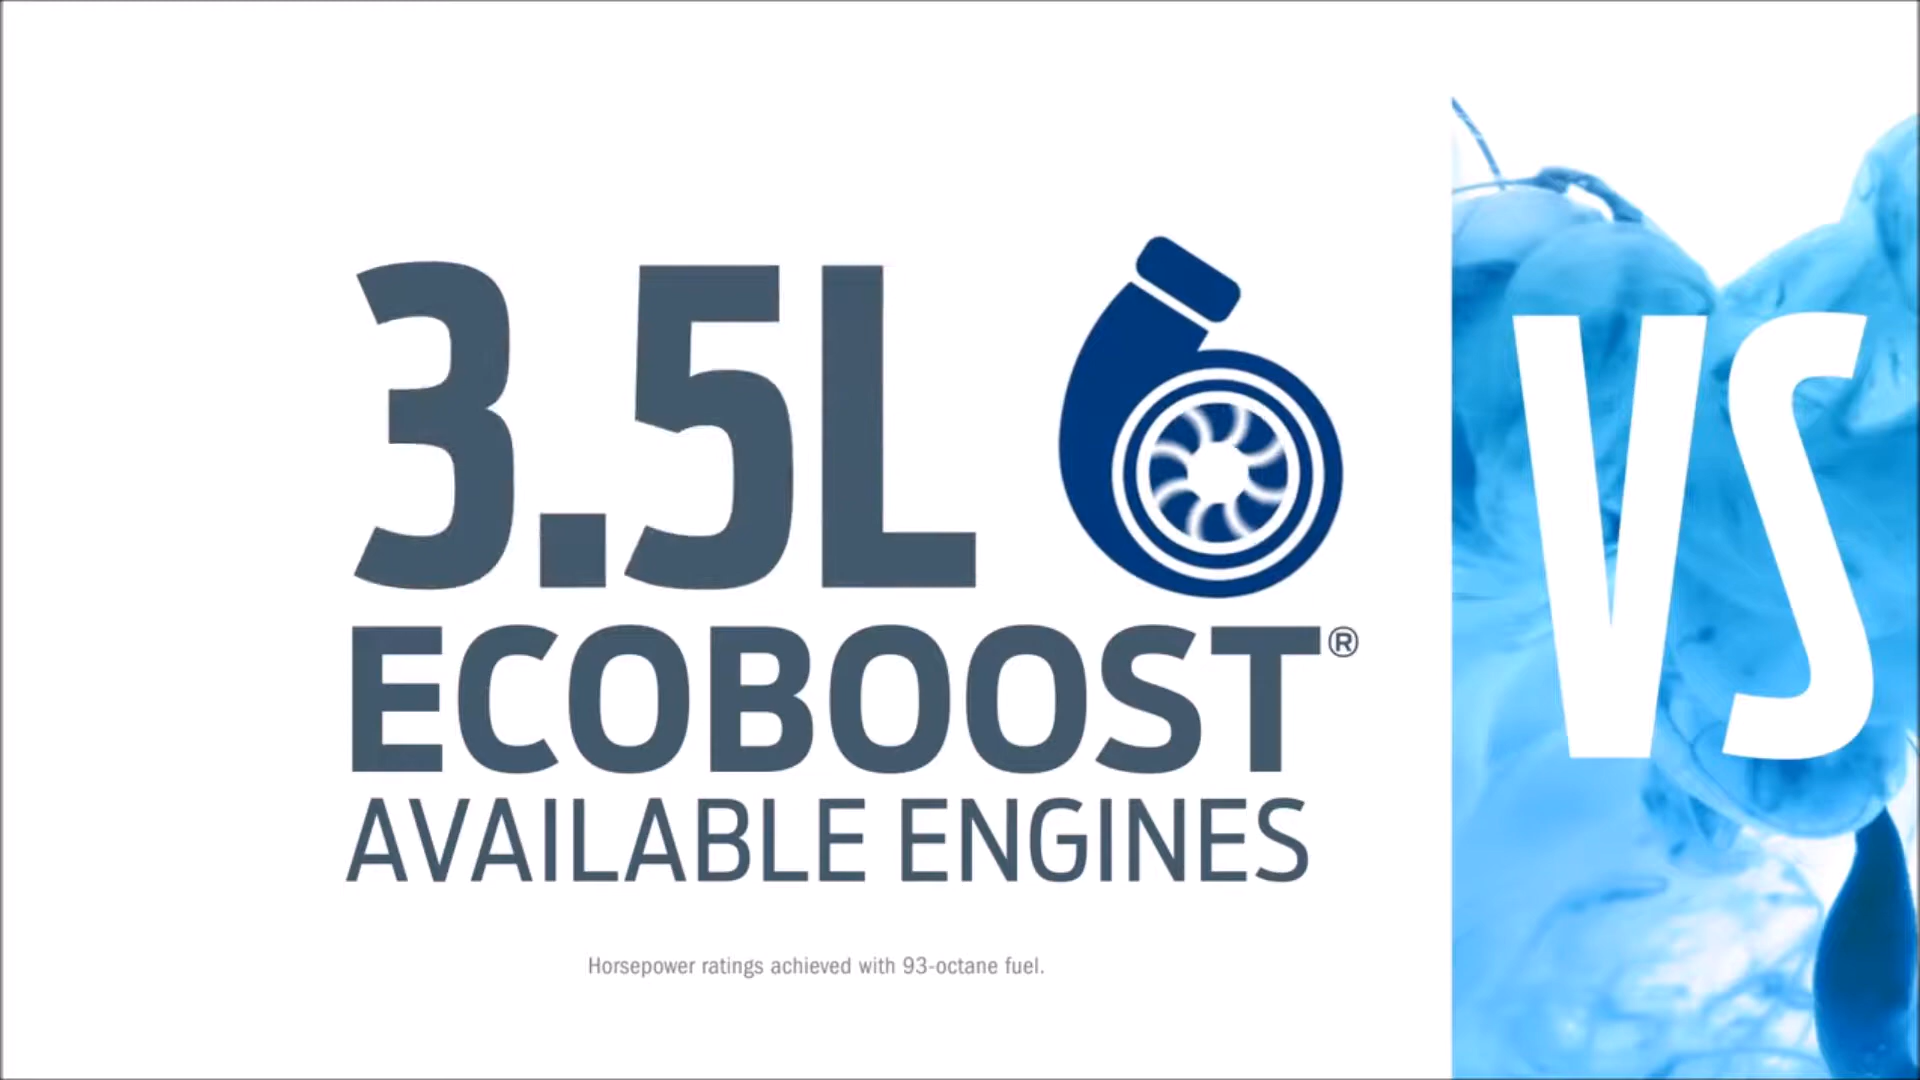 3.5L
ECOBOOST®
AVAILABLE ENGINES
Horsepower ratings achieved with 93-octane fuel.
VS